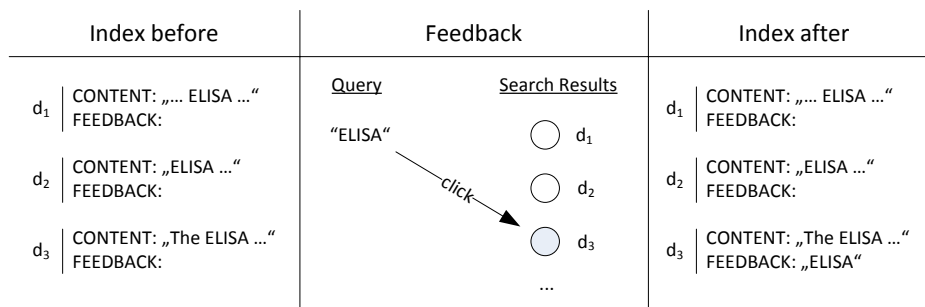 Index before
Feedback
Index after
d1
CONTENT: „... ELISA ...“
FEEDBACK:
d2
CONTENT: „ELISA ...“
FEEDBACK:
d3
CONTENT: „The ELISA ...“
FEEDBACK:
Query
Search Results
“ELISA“
d1
click
d2
d3
...
d1
CONTENT: „... ELISA ...“
FEEDBACK:
d2
CONTENT: „ELISA ...“
FEEDBACK:
d3
CONTENT: „The ELISA ...“
FEEDBACK: „ELISA“